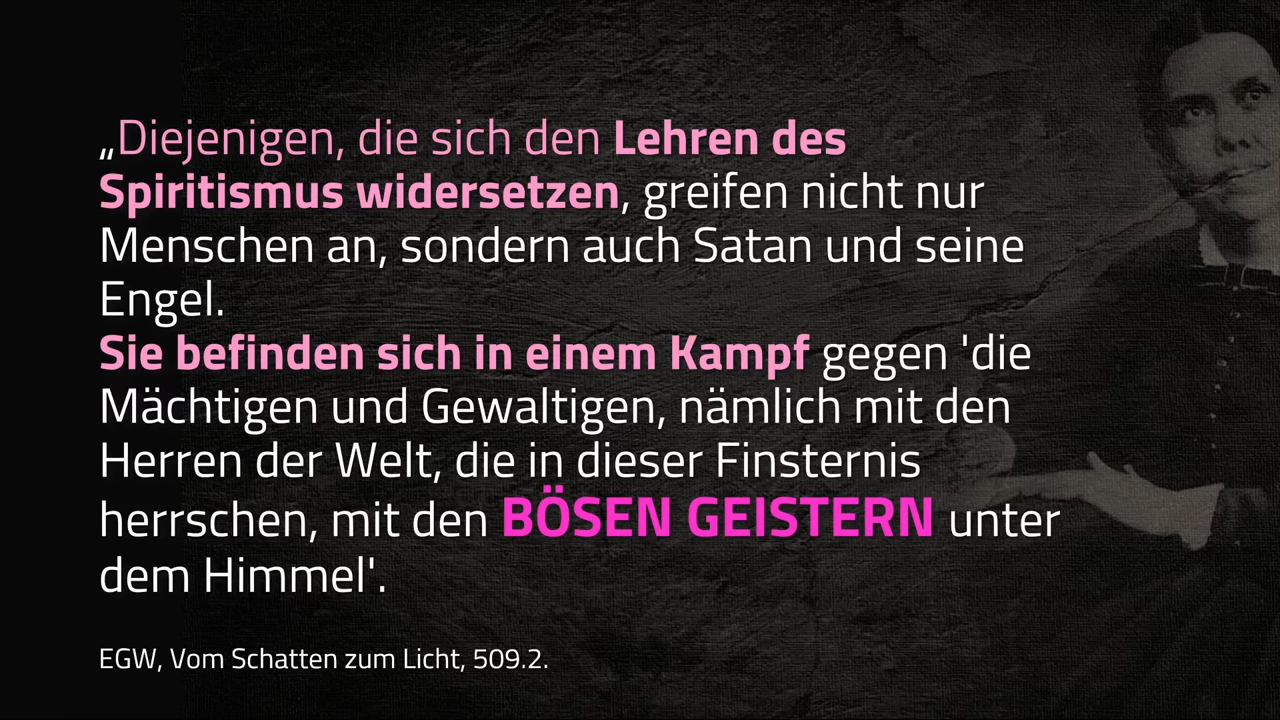 „Diejenigen, die sich den Lehren des
Spiritismus widersetzen, greifen nicht nur
Menschen an, sondern auch Satan und seine
Engel.
Sie befinden sich in einem Kampf gegen 'die
Mächtigen und Gewaltigen, nämlich mit den
Herren der Welt, die in dieser Finsternis
herrschen, mit den BÖSEN GEISTERN unter
dem Himmel'.
EGW, Vom Schatten zum Licht, 509.2.